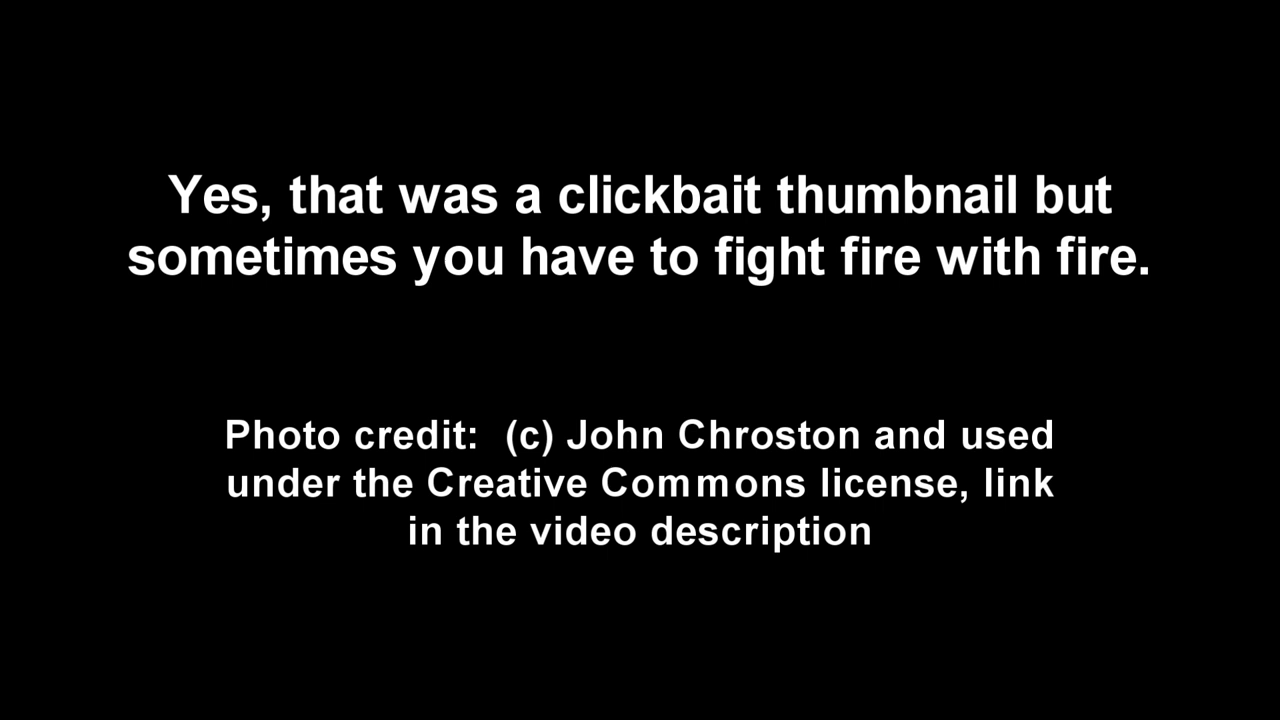 Yes, that was a clickbait thumbnail but
sometimes you have to fight fire with fire.
Photo credit:  (c) John Chroston and used
under the Creative Commons license, link
in the video description